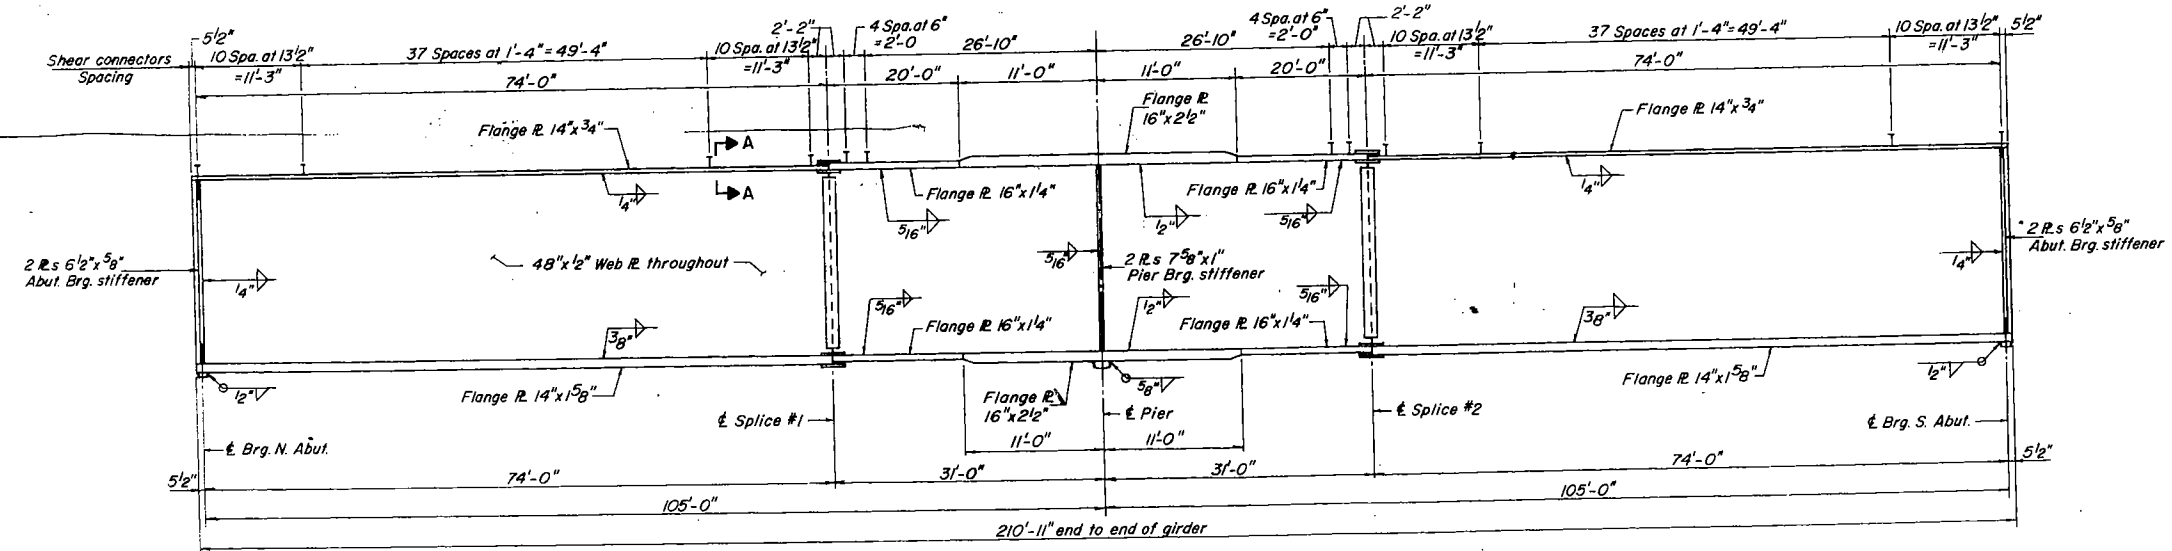 Shear connectors
Spacing
5½"
10 Spa. at 13½"
=11'-3"
37 Spaces at 1'-4"= 49'-4"
10 Spa. at 13½"
=11'-3"
2'-2"
4 Spa. at 6"
=2'-0
26'-10"
26'-10"
4 Spa. at 6"
=2'-0"
2'-2"
10 Spa. at 13½"
=11'-3"
37 Spaces at 1'-4"= 49'-4"
10 Spa. at 13½"
=11'-3"
5½"
74'-0"
20'-0"
11'-0"
11'-0"
20'-0"
74'-0"
Flange ℞ 14"x¾"
A
A
Flange ℞
16"x2½"
Flange ℞ 14"x¾"
¼"
Flange ℞ 16"x1¼"
5/16"
Flange ℞ 16"x1¼"
½"
5/16"
¼"
2 ℞s 6½"x⅝"
Abut. Brg. stiffener
¼"
48"x½" Web ℞ throughout
5/16"
2 ℞s 7⅝"x1"
Pier Brg. stiffener
¼"
2 ℞s 6½"x⅝"
Abut. Brg. stiffener
⅜"
5/16"
Flange ℞ 16"x1¼"
½"
5/16"
Flange ℞ 16"x1¼"
⅜"
½"
Flange ℞ 14"x1⅝"
Flange ℞
16"x2½"
⅝"
Flange ℞ 14"x1⅝"
½"
℄ Splice #1
℄ Pier
℄ Splice #2
℄ Brg. N. Abut.
℄ Brg. S. Abut.
11'-0"
11'-0"
5½"
74'-0"
31'-0"
31'-0"
74'-0"
5½"
105'-0"
105'-0"
210'-11" end to end of girder